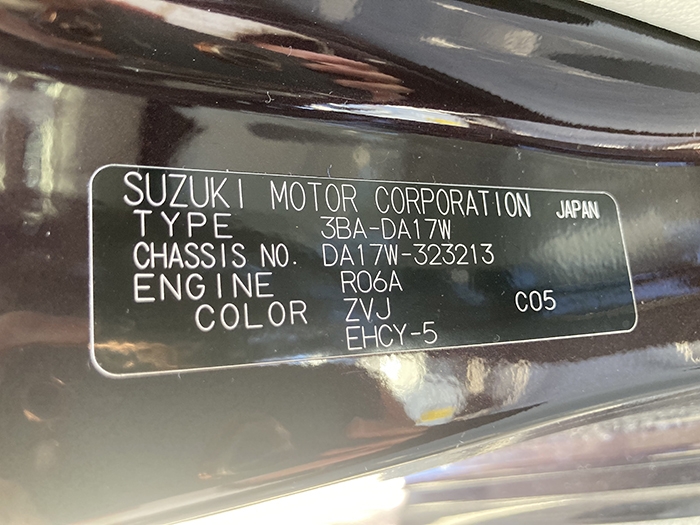 SUZUKI MOTOR CORPORATION JAPAN
TYPE 3BA-DA17W
CHASSIS NO. DA17W-323213
ENGINE R06A
COLOR ZVJ C05
EHCY-5